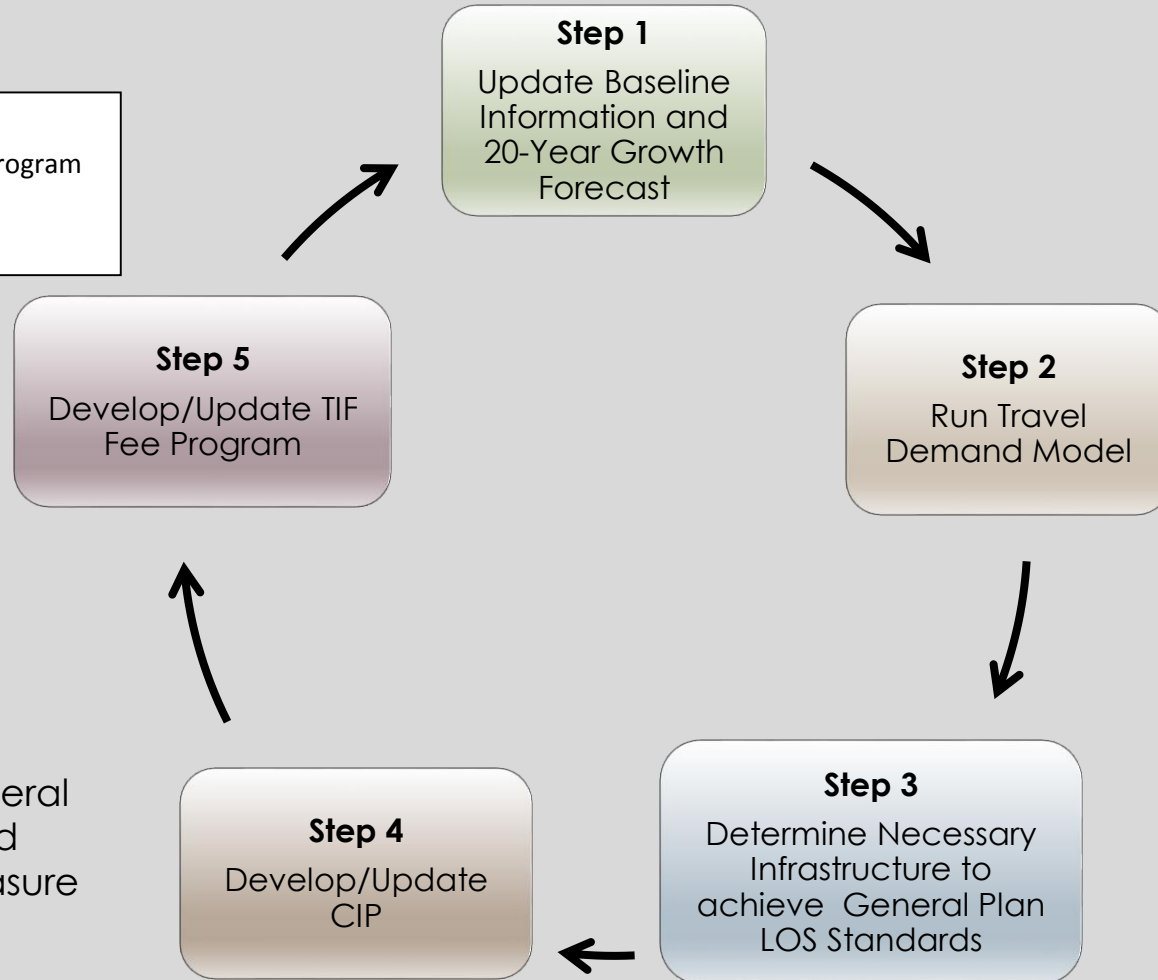 Step 1
Update Baseline
Information and
20-Year Growth
Forecast
Step 2
Run Travel
Demand Model
Step 3
Determine Necessary
Infrastructure to
achieve General Plan
LOS Standards
Step 4
Develop/Update
CIP
Step 5
Develop/Update TIF
Fee Program